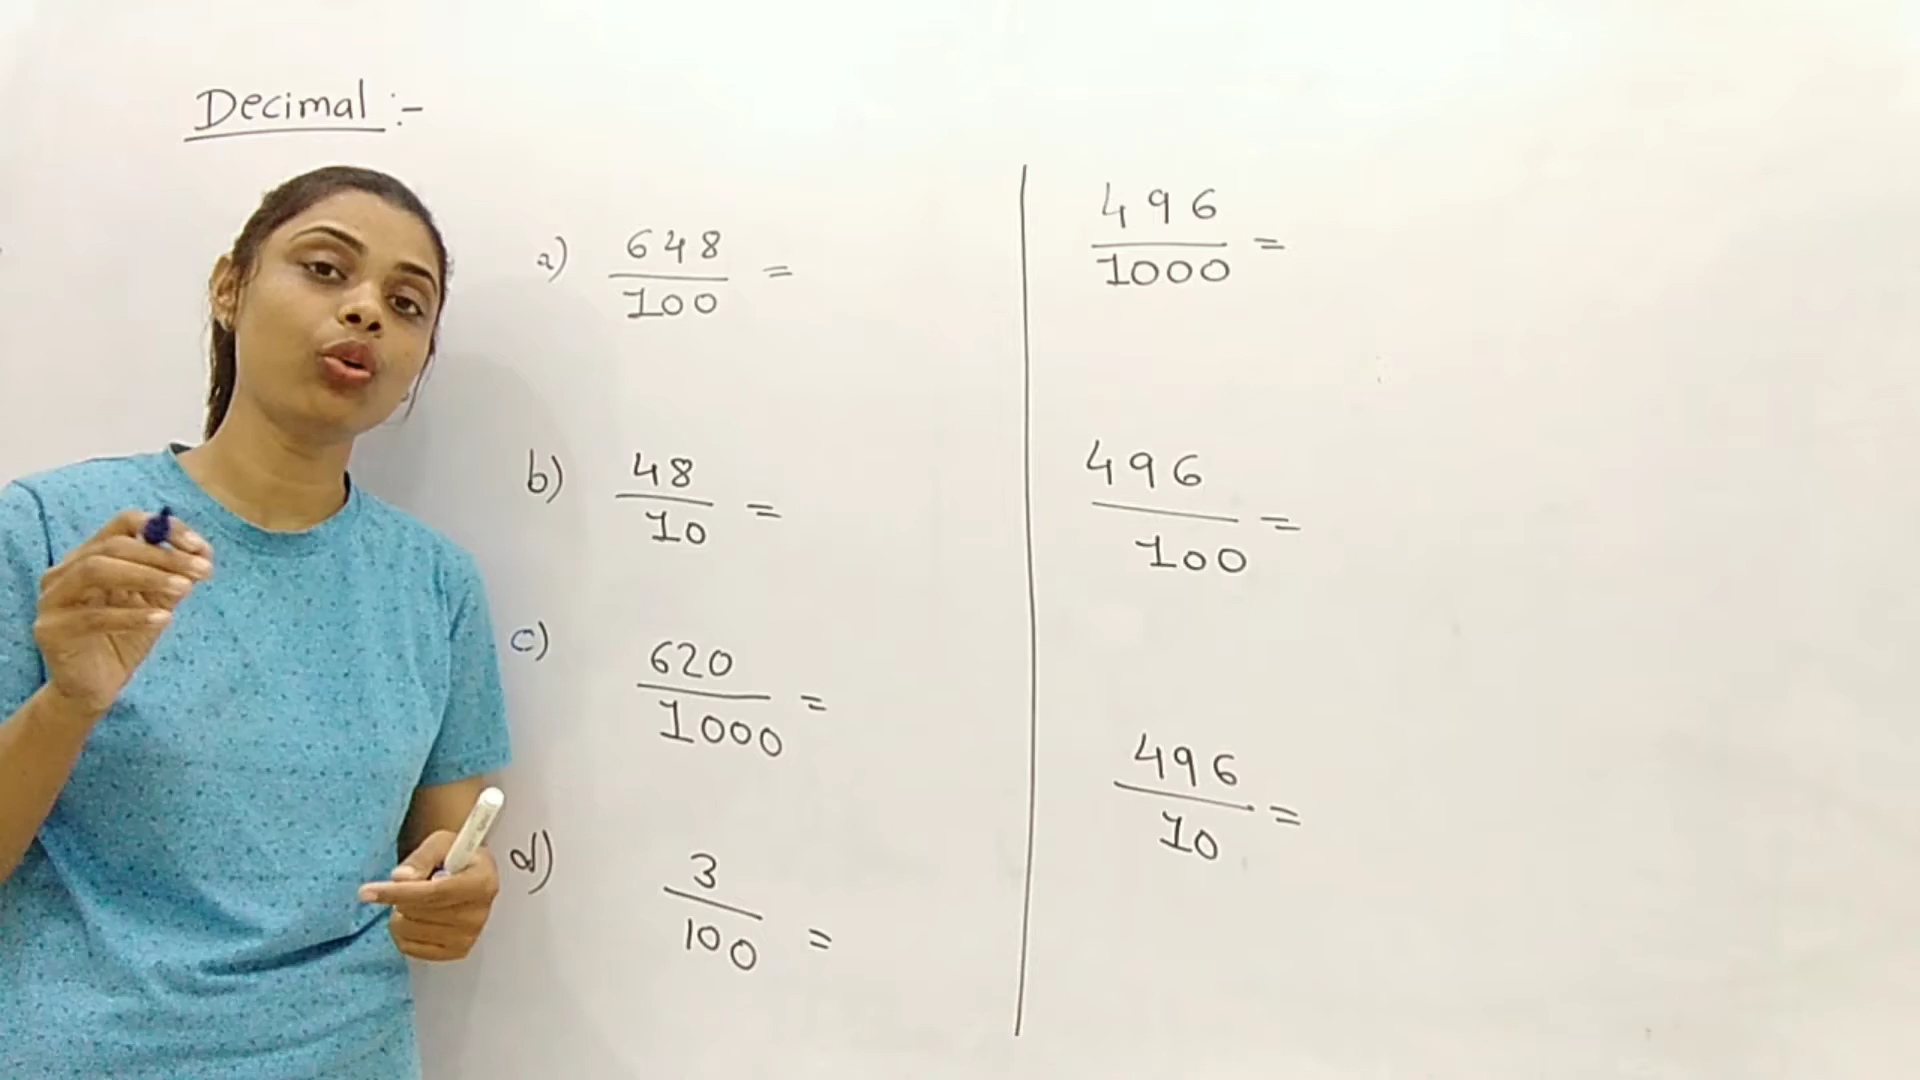 Decimal :-
a) 648/100 =
b) 48/10 =
c) 620/1000 =
d) 3/100 =
496/1000 =
496/100 =
496/10 =